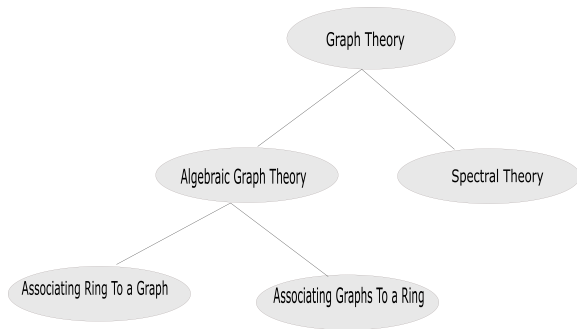 Graph Theory
Algebraic Graph Theory
Spectral Theory
Associating Ring To a Graph
Associating Graphs To a Ring